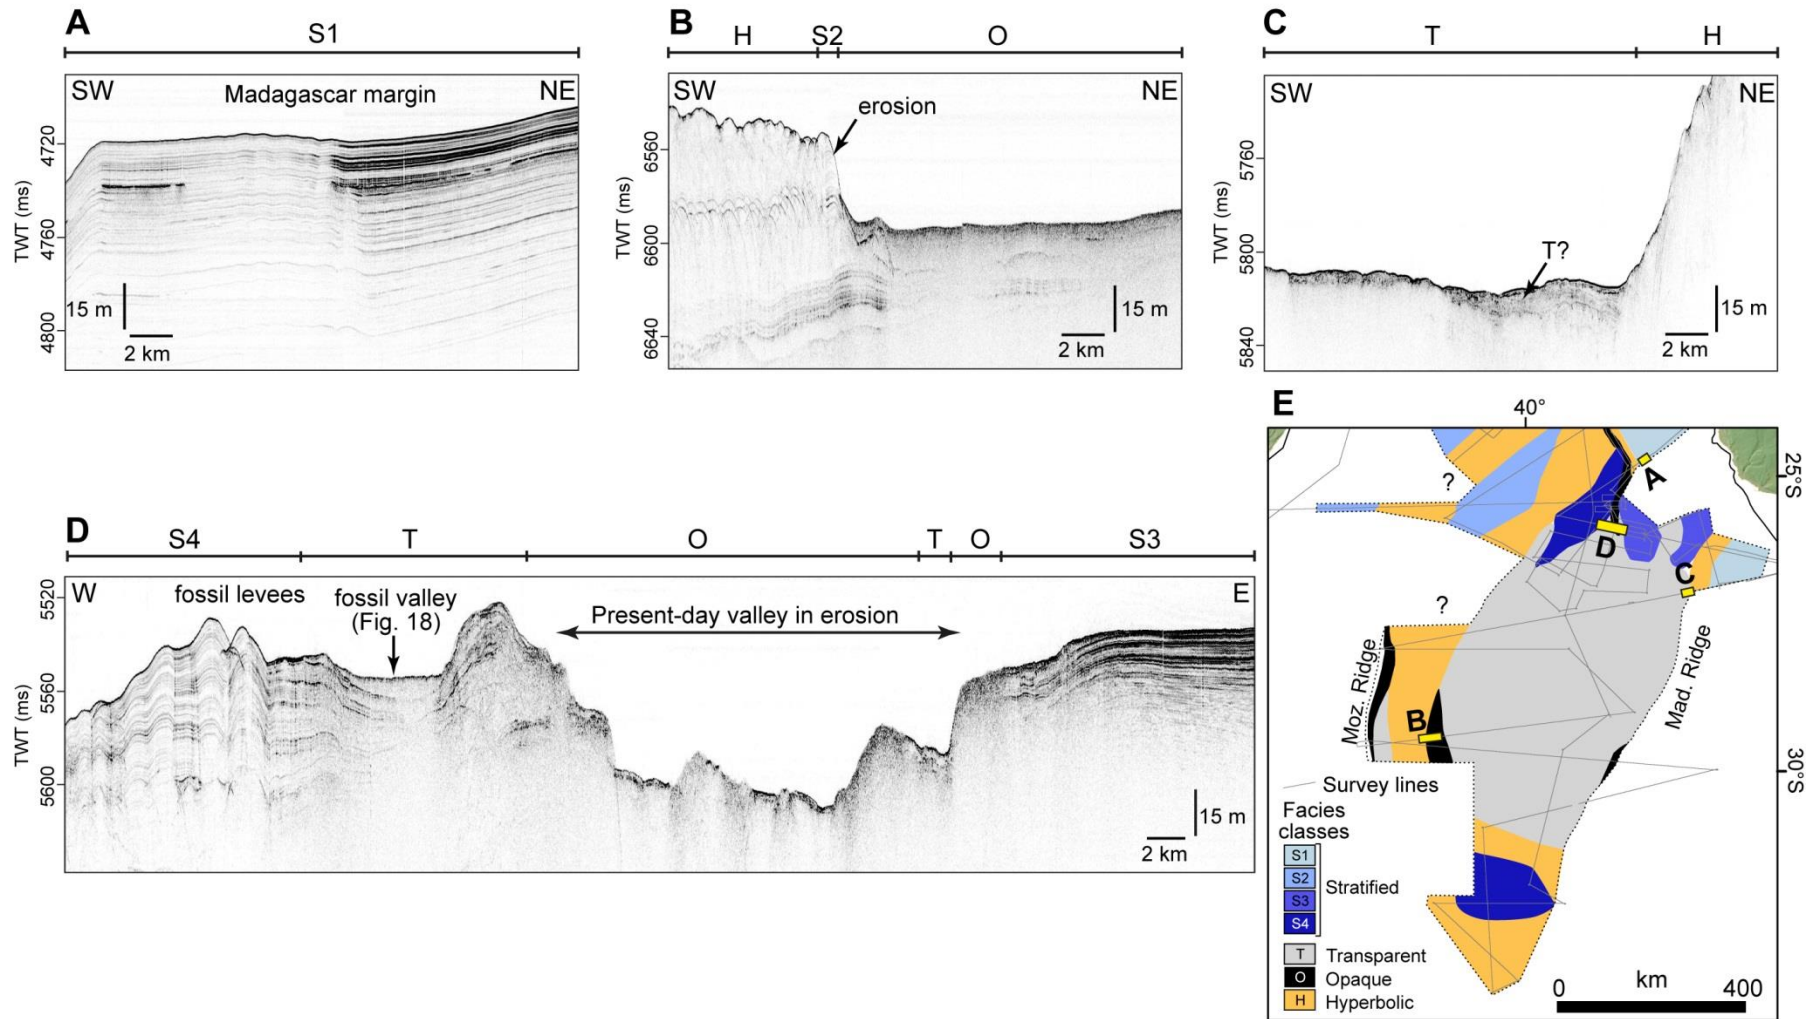 A
S1
SW
Madagascar margin
NE
TWT (ms)
4720
4760
4800
15 m
2 km
B
H
S2
O
SW
NE
erosion
TWT (ms)
6560
6600
6640
15 m
2 km
C
T
H
SW
NE
T?
TWT (ms)
5760
5800
5840
15 m
2 km
D
S4
T
O
T
O
S3
W
E
fossil levees
fossil valley
(Fig. 18)
Present-day valley in erosion
TWT (ms)
5520
5560
5600
15 m
2 km
E
40°
25°S
30°S
?
?
A
D
C
B
Moz. Ridge
Mad. Ridge
Survey lines
Facies
classes
S1
S2
S3
S4
Stratified
T Transparent
O Opaque
H Hyperbolic
km
0 400